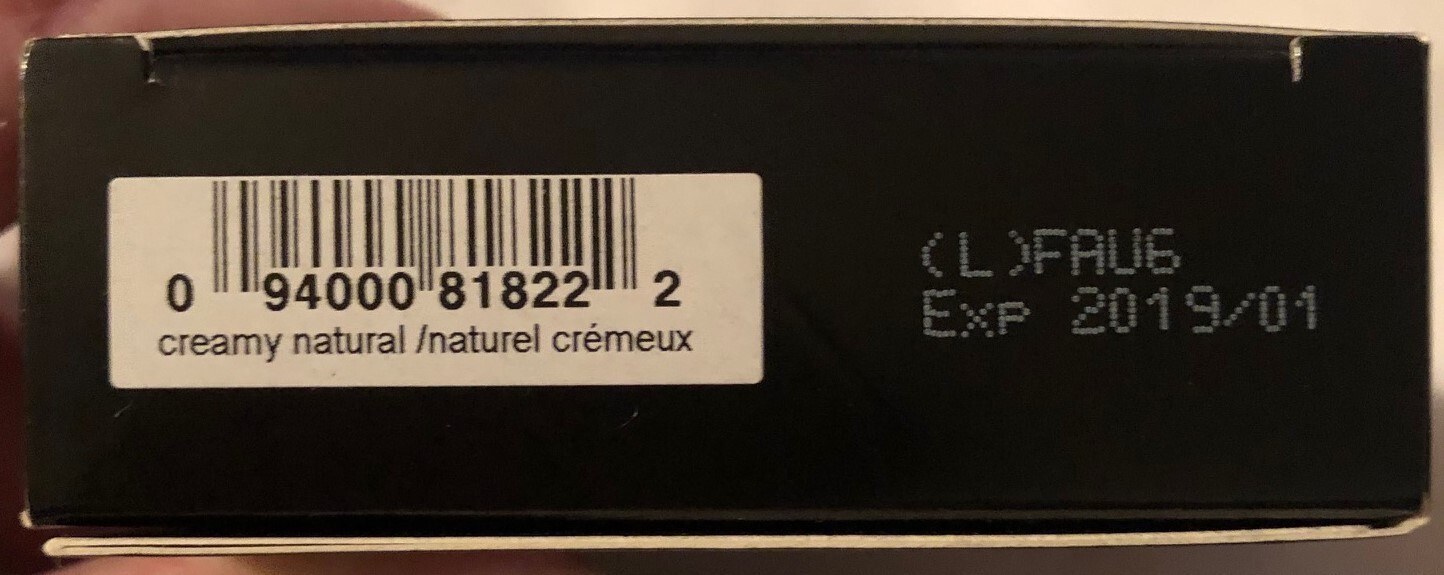 0 94000 81822 2
creamy natural /naturel crémeux
(L)FAU6
Exp 2019/01